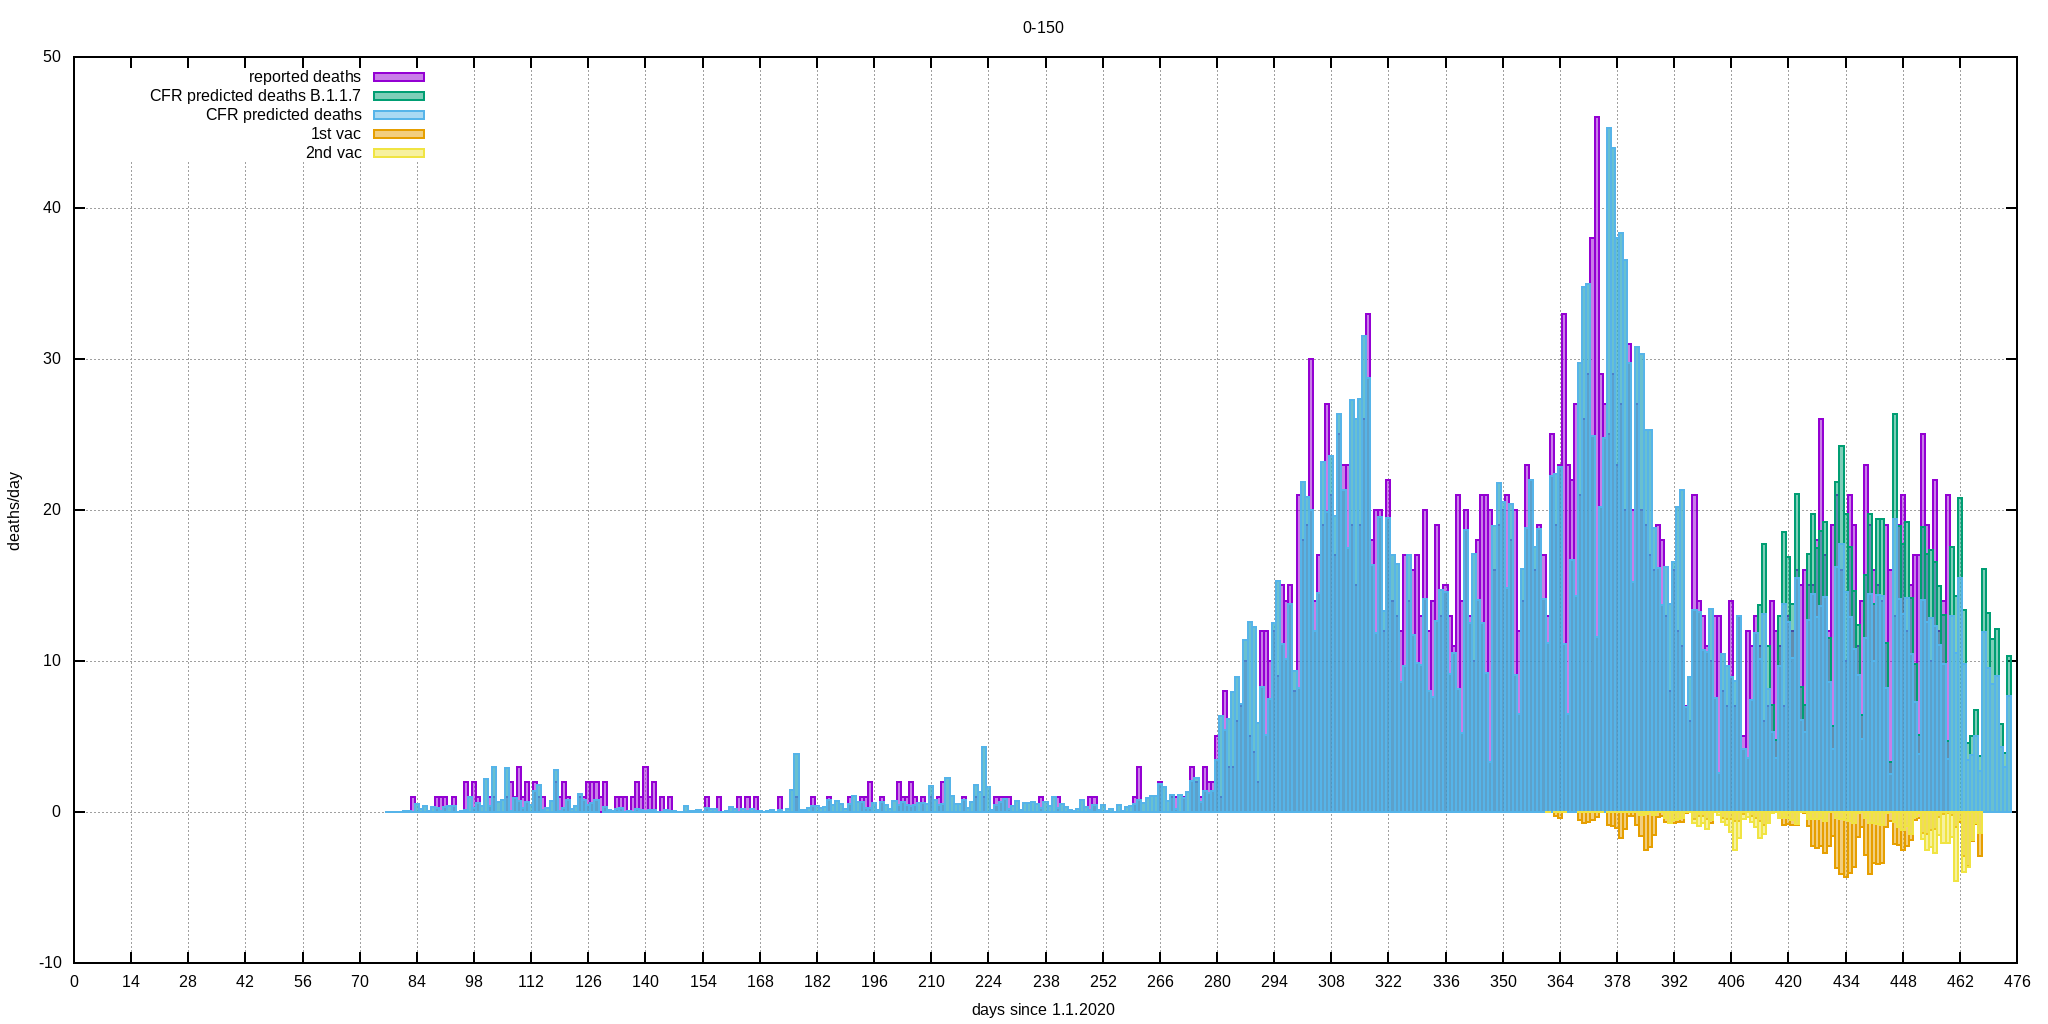 0-150
50
40
30
20
10
0
-10
deaths/day
reported deaths
CFR predicted deaths B.1.1.7
CFR predicted deaths
1st vac
2nd vac
0 14 28 42 56 70 84 98 112 126 140 154 168 182 196 210 224 238 252 266 280 294 308 322 336 350 364 378 392 406 420 434 448 462 476
days since 1.1.2020